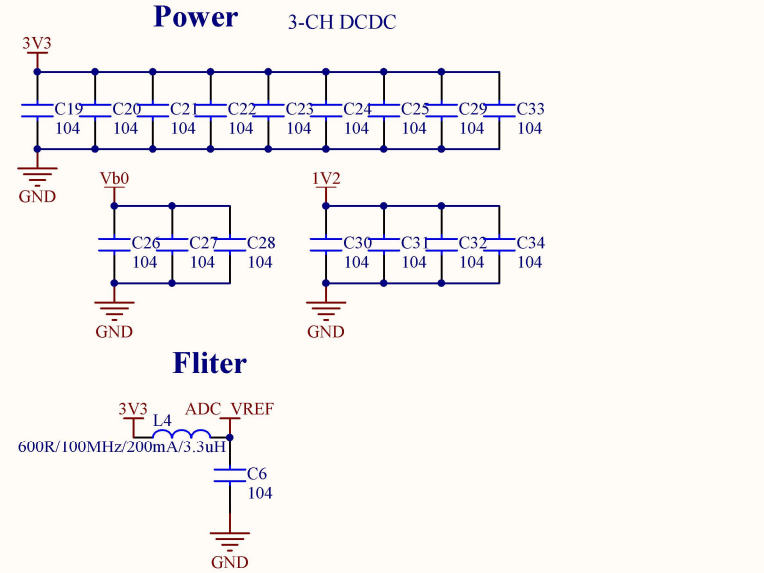 Power 3-CH DCDC
3V3
C19 C20 C21 C22 C23 C24 C25 C29 C33
104 104 104 104 104 104 104 104 104
GND
Vb0 1V2
C26 C27 C28 C30 C31 C32 C34
104 104 104 104 104 104 104
GND GND
Fliter
3V3 ADC_VREF
L4
600R/100MHz/200mA/3.3uH
C6
104
GND